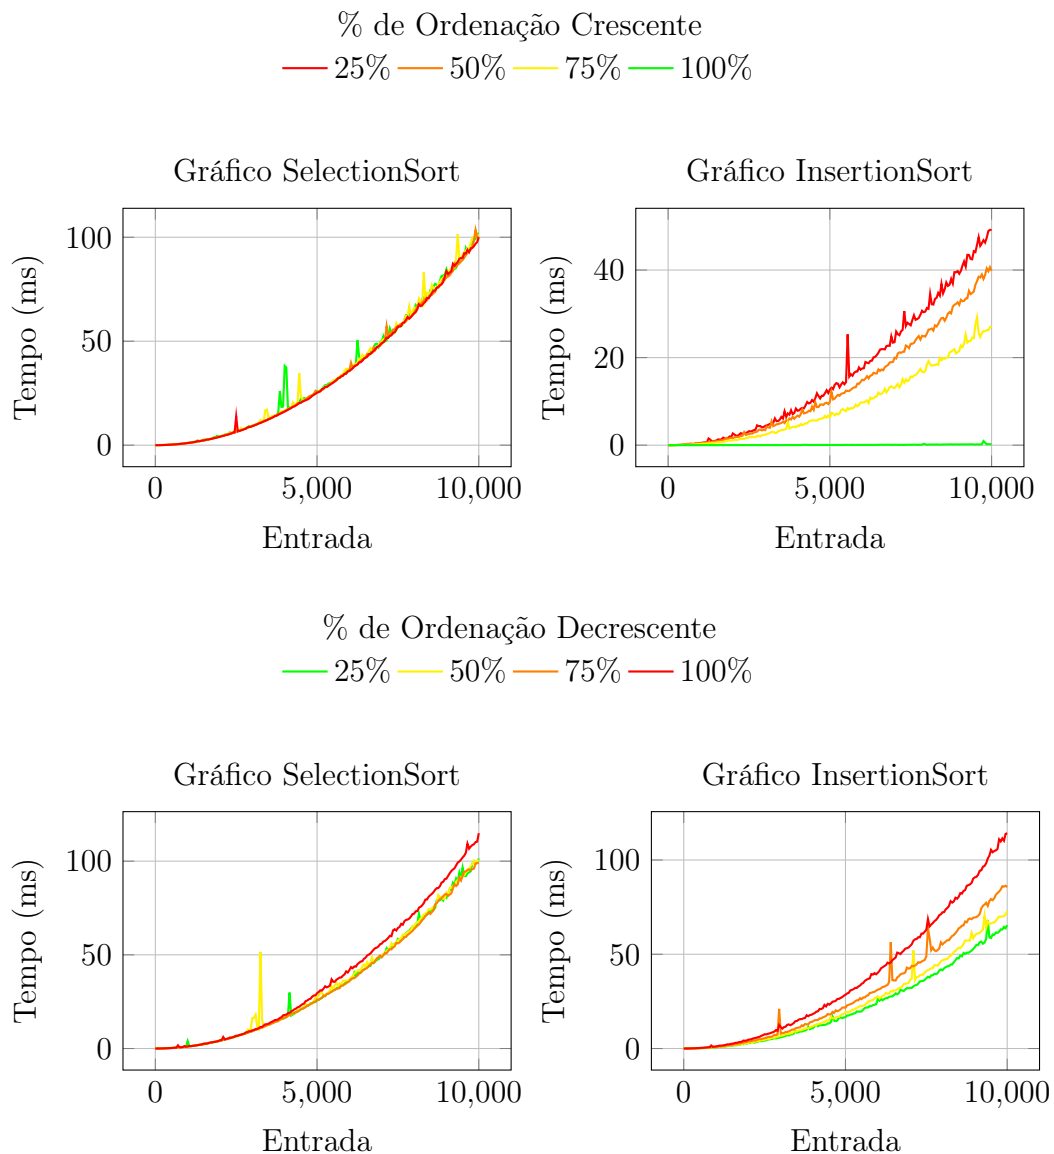 % de Ordenação Crescente
25% 50% 75% 100%
Gráfico SelectionSort
Tempo (ms)
100
50
0
0 5,000 10,000
Entrada
Gráfico InsertionSort
Tempo (ms)
40
20
0
0 5,000 10,000
Entrada
% de Ordenação Decrescente
25% 50% 75% 100%
Gráfico SelectionSort
Tempo (ms)
100
50
0
0 5,000 10,000
Entrada
Gráfico InsertionSort
Tempo (ms)
100
50
0
0 5,000 10,000
Entrada